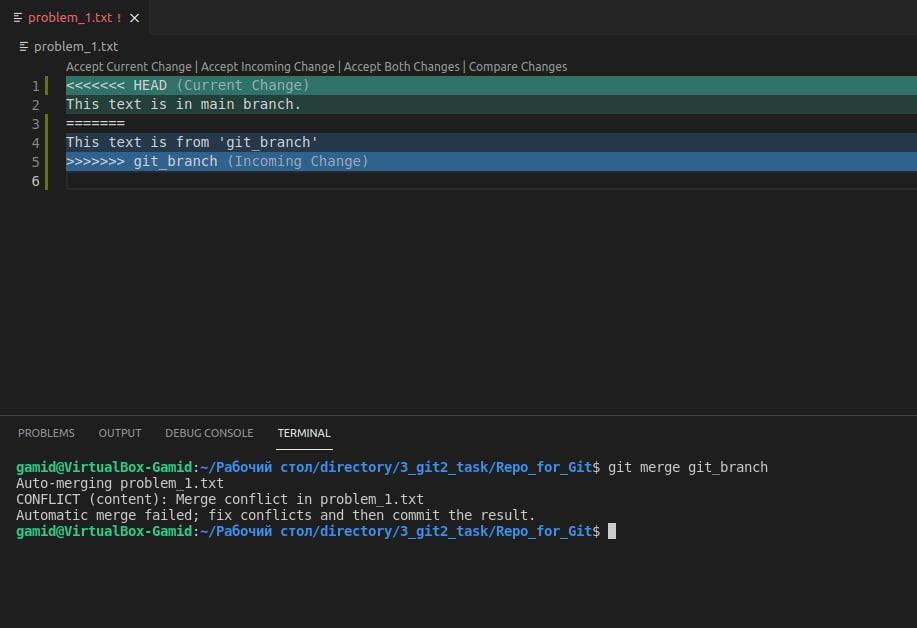 problem_1.txt !
problem_1.txt
Accept Current Change | Accept Incoming Change | Accept Both Changes | Compare Changes
1 <<<<<<< HEAD (Current Change)
2 This text is in main branch.
3 =======
4 This text is from 'git_branch'
5 >>>>>>> git_branch (Incoming Change)
6
PROBLEMS OUTPUT DEBUG CONSOLE TERMINAL
gamid@VirtualBox-Gamid:~/Рабочий стол/directory/3_git2_task/Repo_for_Git$ git merge git_branch
Auto-merging problem_1.txt
CONFLICT (content): Merge conflict in problem_1.txt
Automatic merge failed; fix conflicts and then commit the result.
gamid@VirtualBox-Gamid:~/Рабочий стол/directory/3_git2_task/Repo_for_Git$